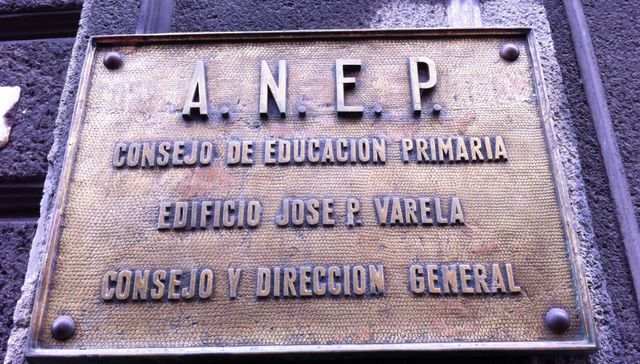 A.N.E.P.
CONSEJO DE EDUCACION PRIMARIA
EDIFICIO JOSE P. VARELA
CONSEJO Y DIRECCION GENERAL